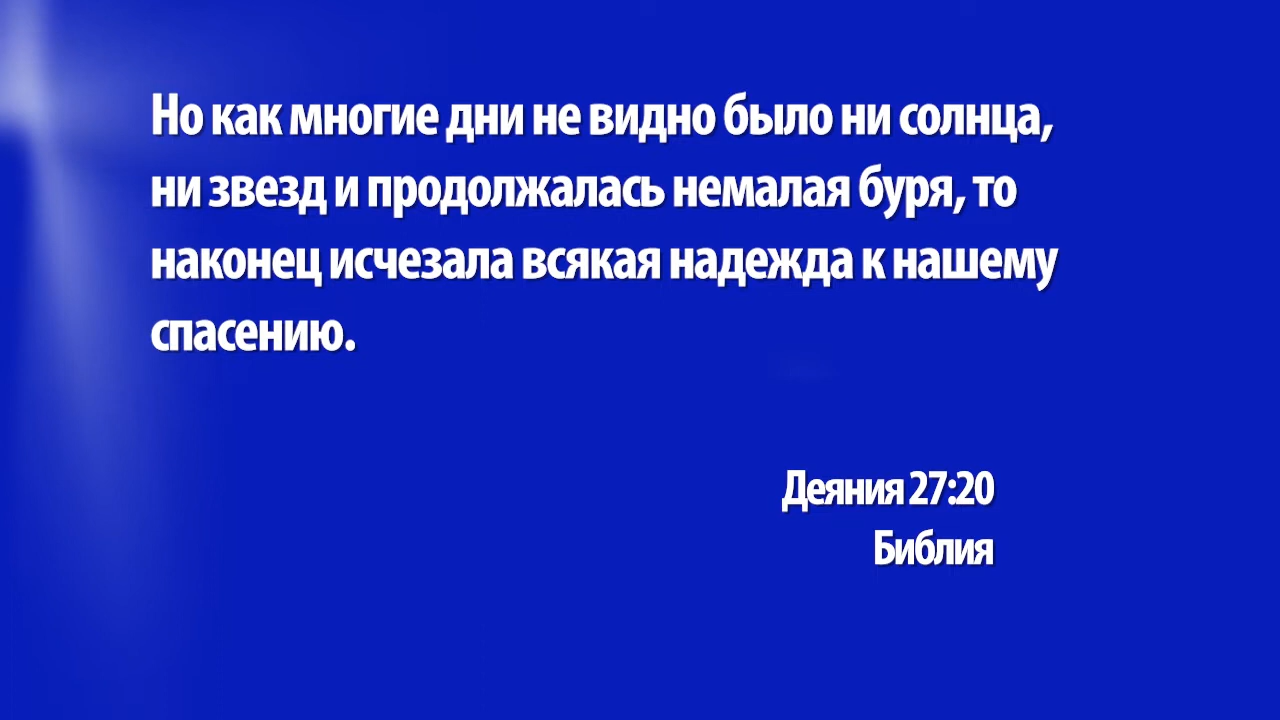 Но как многие дни не видно было ни солнца,
ни звезд и продолжалась немалая буря, то
наконец исчезала всякая надежда к нашему
спасению.
Деяния 27:20
Библия